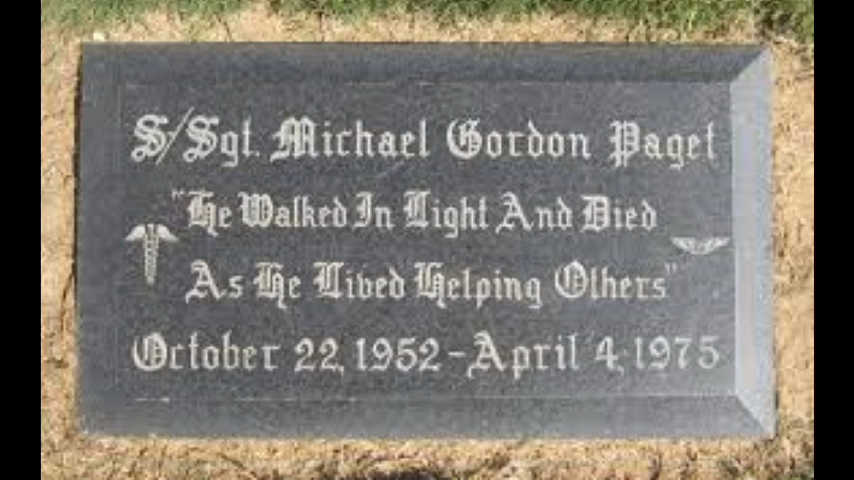 S/Sgt. Michael Gordon Paget
"He Walked In Light And Died
As He Lived Helping Others"
October 22, 1952 - April 4, 1975